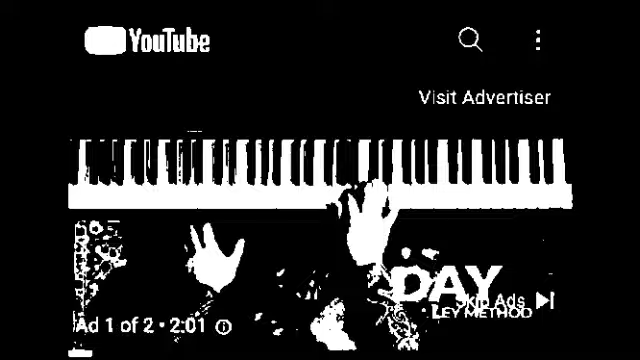 YouTube
Visit Advertiser
DAY
Skip Ads
LEY METHOD
Ad 1 of 2 • 2:01